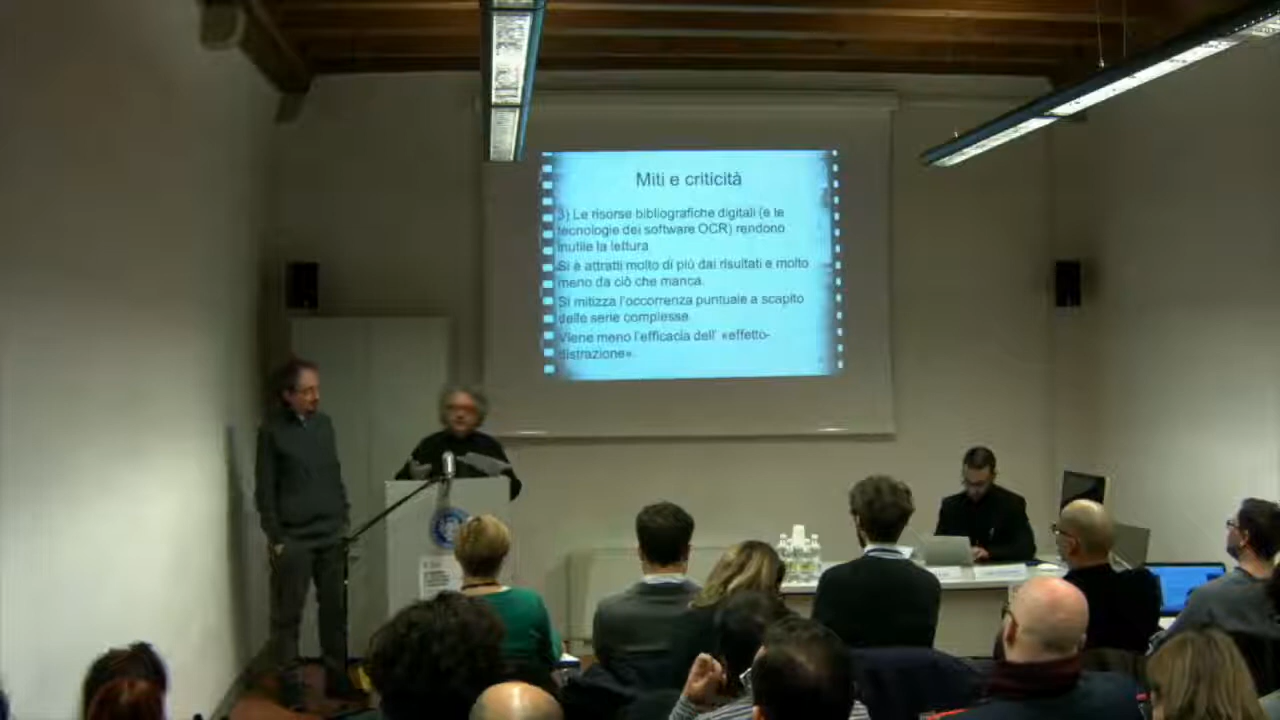 Miti e criticità
3) Le risorse bibliografiche digitali (e le
tecnologie dei software OCR) rendono
inutile la lettura
Si è attratti molto di più dai risultati e molto
meno da ciò che manca.
Si mitizza l'occorrenza puntuale a scapito
delle serie complesse.
Viene meno l'efficacia dell' «effetto-
distrazione».